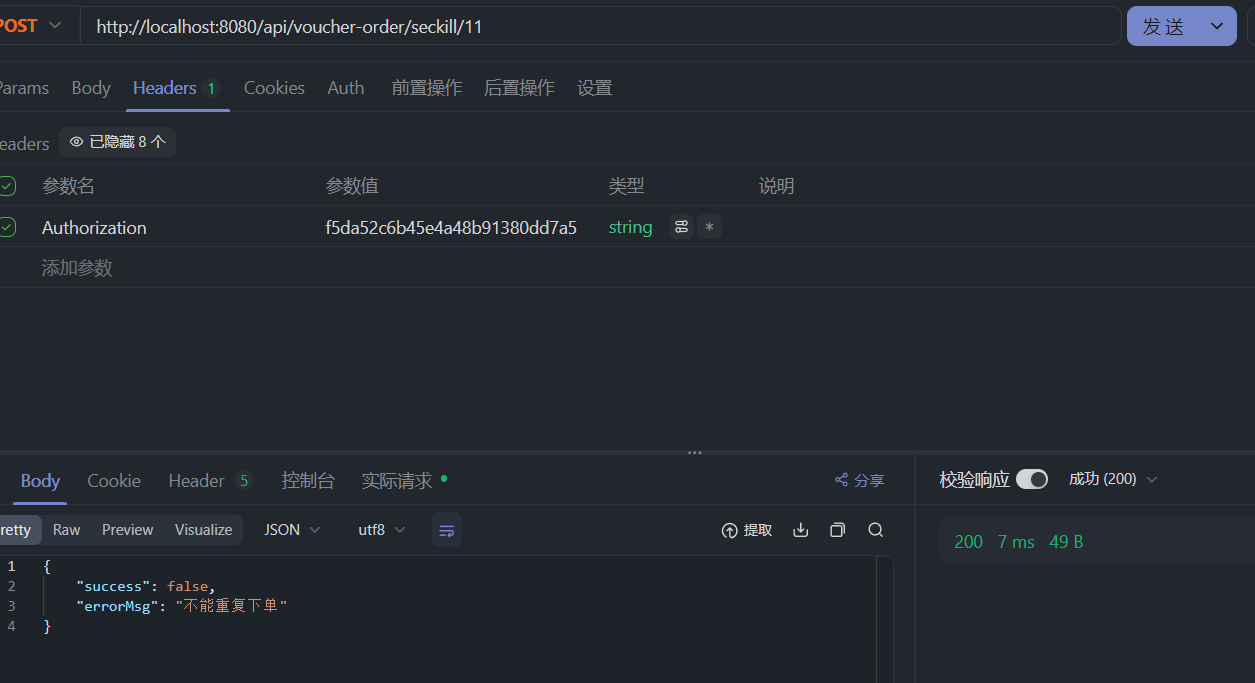 POST http://localhost:8080/api/voucher-order/seckill/11 发 送
Params Body Headers 1 Cookies Auth 前置操作 后置操作 设置
eaders 已隐藏 8 个
参数名 参数值 类型 说明
Authorization f5da52c6b45e4a48b91380dd7a5 string *
添加参数
Body Cookie Header 5 控制台 实际请求 分享 校验响应 成功 (200)
retty Raw Preview Visualize JSON utf8 提取
200 7 ms 49 B
1 {
2 "success": false,
3 "errorMsg": "不能重复下单"
4 }